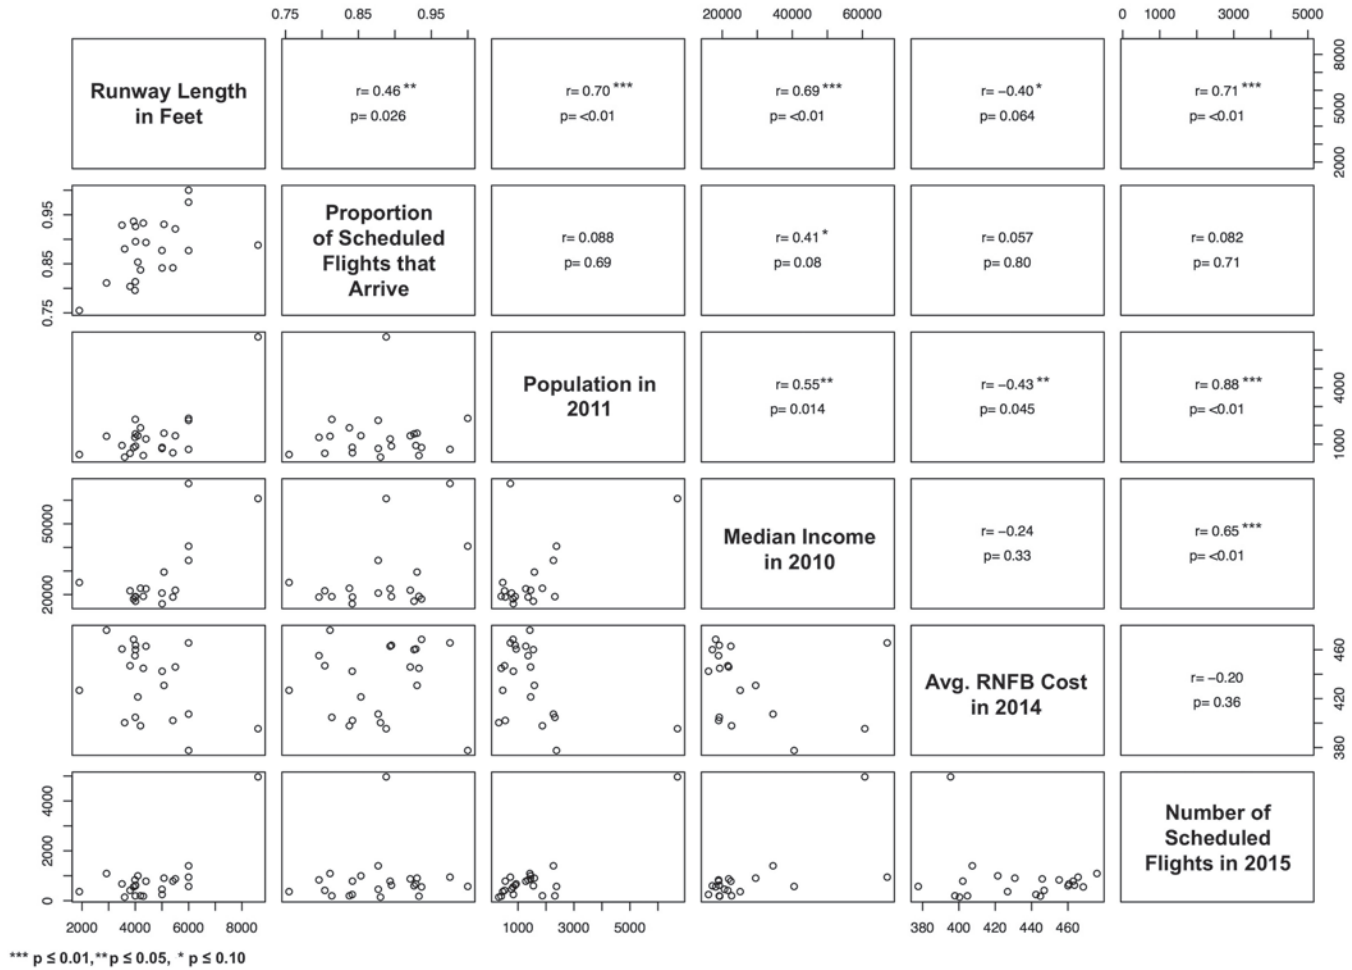 0.75 0.85 0.95 20000 40000 60000 0 1000 3000 5000
Runway Length
in Feet
r= 0.46 **
p= 0.026
r= 0.70 ***
p= <0.01
r= 0.69 ***
p= <0.01
r= −0.40 *
p= 0.064
r= 0.71 ***
p= <0.01
8000
5000
2000
0.95
0.85
0.75
Proportion
of Scheduled
Flights that
Arrive
r= 0.088
p= 0.69
r= 0.41 *
p= 0.08
r= 0.057
p= 0.80
r= 0.082
p= 0.71
Population in
2011
r= 0.55**
p= 0.014
r= −0.43 **
p= 0.045
r= 0.88 ***
p= <0.01
4000
1000
50000
20000
Median Income
in 2010
r= −0.24
p= 0.33
r= 0.65 ***
p= <0.01
Avg. RNFB Cost
in 2014
r= −0.20
p= 0.36
460
420
380
4000
2000
0
Number of
Scheduled
Flights in 2015
2000 4000 6000 8000 1000 3000 5000 380 400 420 440 460
*** p ≤ 0.01,**p ≤ 0.05, * p ≤ 0.10